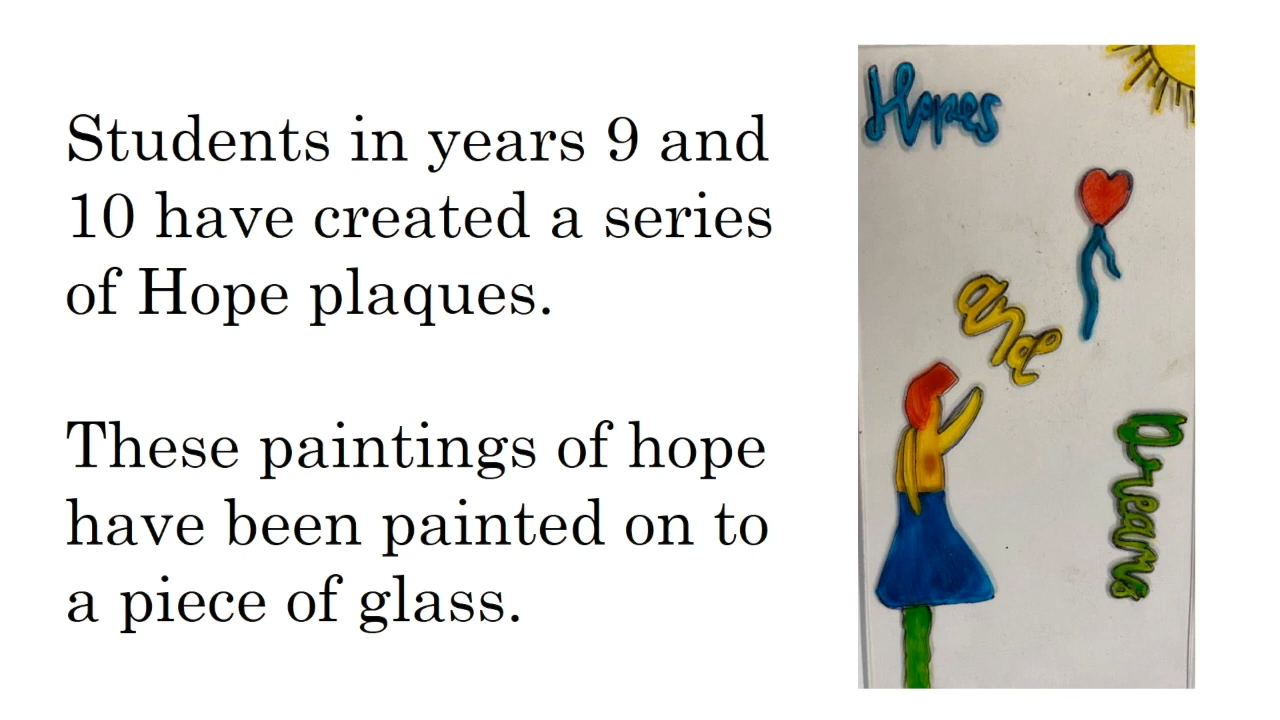 Students in years 9 and
10 have created a series
of Hope plaques.
These paintings of hope
have been painted on to
a piece of glass.
Hopes
and
Dreams